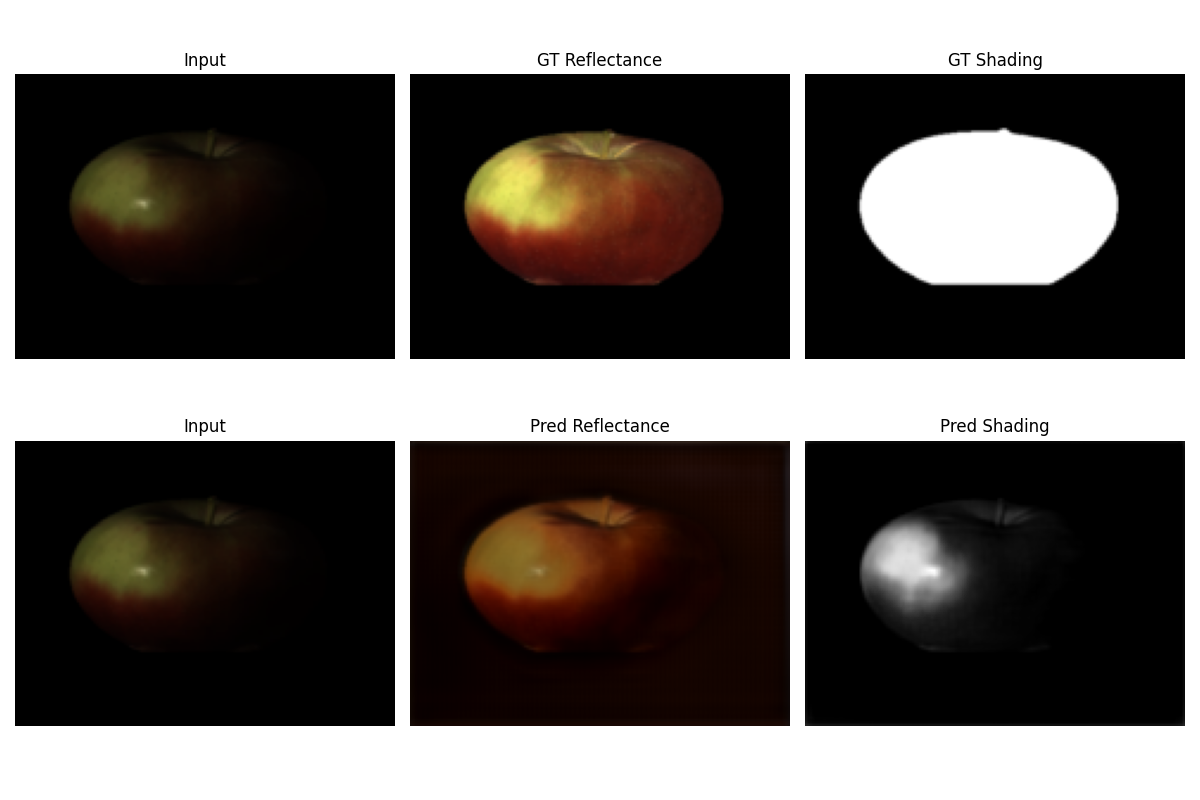 Input
GT Reflectance
GT Shading
Input
Pred Reflectance
Pred Shading